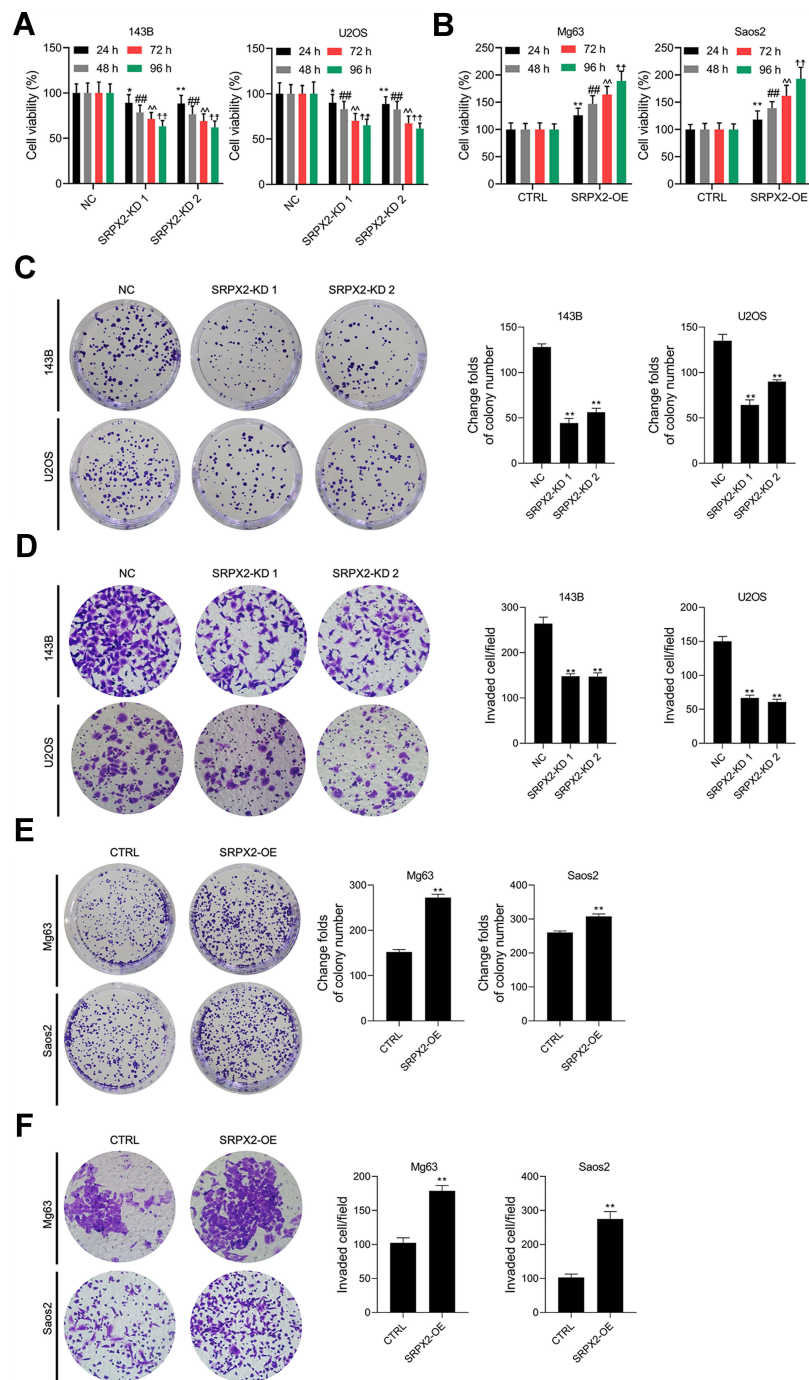 A
143B
24 h
72 h
48 h
96 h
Cell viability (%)
150
100
50
0
*
##
^^
††
**
##
^^
††
NC
SRPX2-KD 1
SRPX2-KD 2
U2OS
24 h
72 h
48 h
96 h
Cell viability (%)
150
100
50
0
*
##
^^
††
**
##
^^
††
NC
SRPX2-KD 1
SRPX2-KD 2
B
Mg63
24 h
72 h
48 h
96 h
Cell viability (%)
250
200
150
100
50
0
**
##
^^
††
CTRL
SRPX2-OE
Saos2
24 h
72 h
48 h
96 h
Cell viability (%)
250
200
150
100
50
0
**
##
^^
††
CTRL
SRPX2-OE
C
NC
SRPX2-KD 1
SRPX2-KD 2
143B
U2OS
143B
Change folds
of colony number
150
100
50
0
**
**
NC
SRPX2-KD 1
SRPX2-KD 2
U2OS
Change folds
of colony number
150
100
50
0
**
**
NC
SRPX2-KD 1
SRPX2-KD 2
D
NC
SRPX2-KD 1
SRPX2-KD 2
143B
U2OS
143B
Invaded cell/field
300
200
100
0
**
**
NC
SRPX2-KD 1
SRPX2-KD 2
U2OS
Invaded cell/field
200
150
100
50
0
**
**
NC
SRPX2-KD 1
SRPX2-KD 2
E
CTRL
SRPX2-OE
Mg63
Saos2
Mg63
Change folds
of colony number
300
200
100
0
**
CTRL
SRPX2-OE
Saos2
Change folds
of colony number
400
300
200
100
0
**
CTRL
SRPX2-OE
F
CTRL
SRPX2-OE
Mg63
Saos2
Mg63
Invaded cell/field
200
150
100
50
0
**
CTRL
SRPX2-OE
Saos2
Invaded cell/field
400
300
200
100
0
**
CTRL
SRPX2-OE